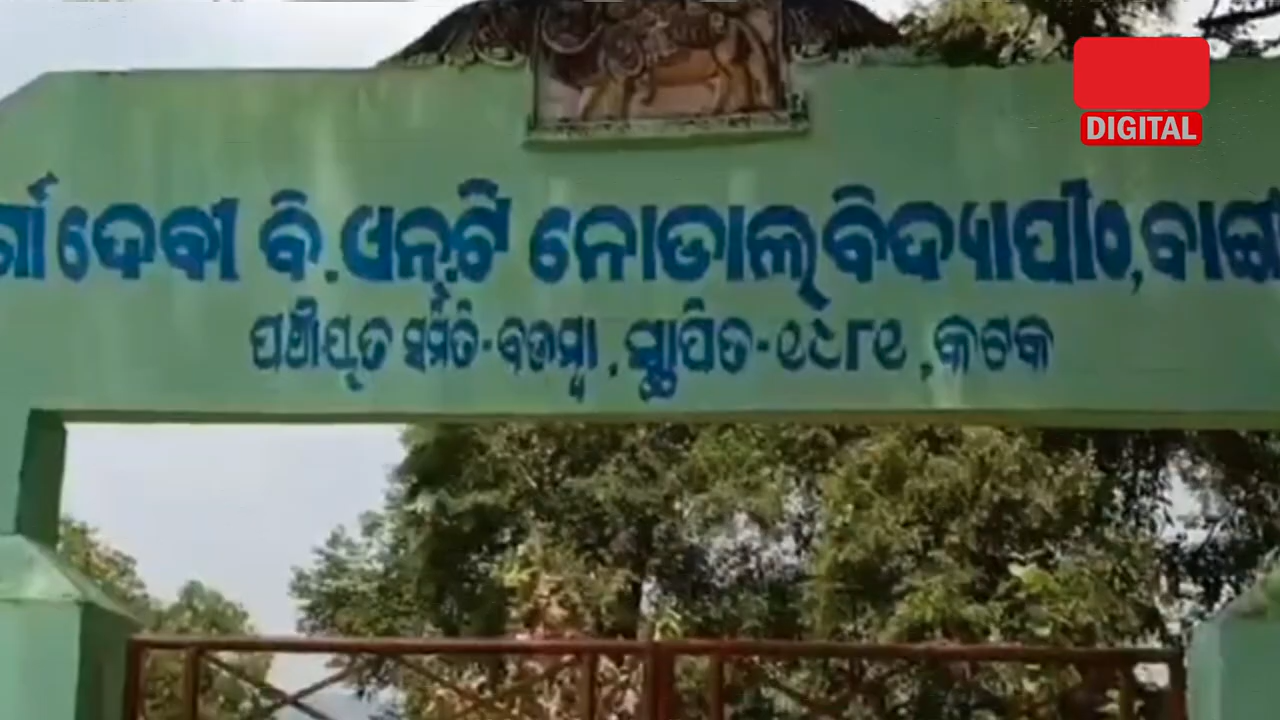 DIGITAL
ଦେବୀ ବି.ଏନ୍.ଟି ନୋଡାଲ୍ ବିଦ୍ୟାପୀଠ,
ପଞ୍ଚାୟତ ସମିତି-ବଡମ୍ବା, ସ୍ଥାପିତ-୧୯୮୧, କଟକ